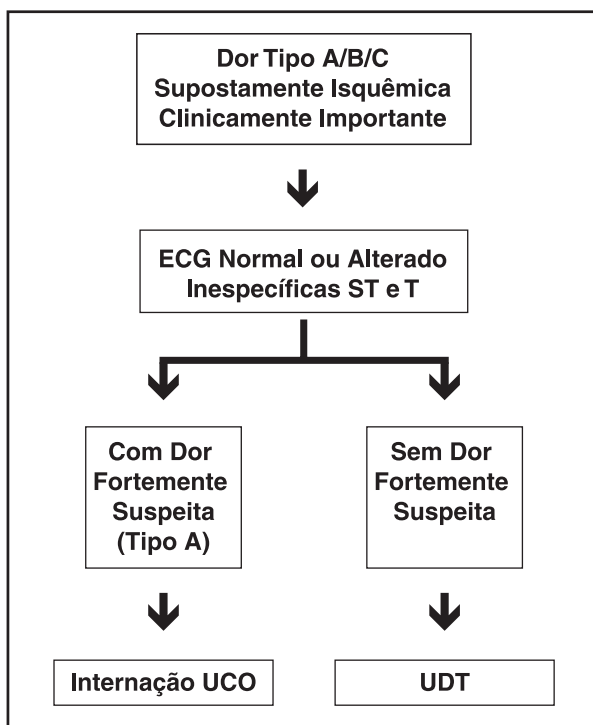 Dor Tipo A/B/C
Supostamente Isquêmica
Clinicamente Importante
ECG Normal ou Alterado
Inespecíficas ST e T
Com Dor
Fortemente
Suspeita
(Tipo A)
Sem Dor
Fortemente
Suspeita
Internação UCO
UDT